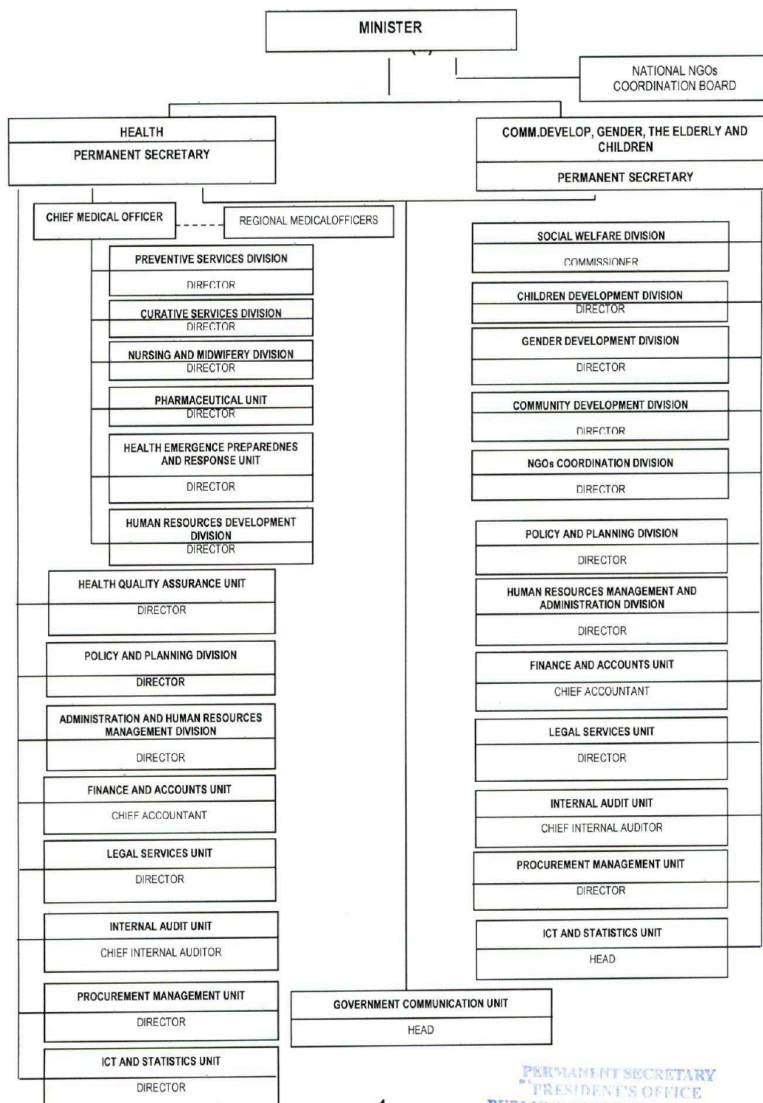 MINISTER
NATIONAL NGOs
COORDINATION BOARD
HEALTH
PERMANENT SECRETARY
COMM.DEVELOP, GENDER, THE ELDERLY AND
CHILDREN
PERMANENT SECRETARY
CHIEF MEDICAL OFFICER
REGIONAL MEDICALOFFICERS
PREVENTIVE SERVICES DIVISION
DIRECTOR
CURATIVE SERVICES DIVISION
DIRECTOR
NURSING AND MIDWIFERY DIVISION
DIRECTOR
PHARMACEUTICAL UNIT
DIRECTOR
HEALTH EMERGENCE PREPAREDNES
AND RESPONSE UNIT
DIRECTOR
HUMAN RESOURCES DEVELOPMENT
DIVISION
DIRECTOR
HEALTH QUALITY ASSURANCE UNIT
DIRECTOR
POLICY AND PLANNING DIVISION
DIRECTOR
ADMINISTRATION AND HUMAN RESOURCES
MANAGEMENT DIVISION
DIRECTOR
FINANCE AND ACCOUNTS UNIT
CHIEF ACCOUNTANT
LEGAL SERVICES UNIT
DIRECTOR
INTERNAL AUDIT UNIT
CHIEF INTERNAL AUDITOR
PROCUREMENT MANAGEMENT UNIT
DIRECTOR
ICT AND STATISTICS UNIT
DIRECTOR
SOCIAL WELFARE DIVISION
COMMISSIONER
CHILDREN DEVELOPMENT DIVISION
DIRECTOR
GENDER DEVELOPMENT DIVISION
DIRECTOR
COMMUNITY DEVELOPMENT DIVISION
DIRECTOR
NGOs COORDINATION DIVISION
DIRECTOR
POLICY AND PLANNING DIVISION
DIRECTOR
HUMAN RESOURCES MANAGEMENT AND
ADMINISTRATION DIVISION
DIRECTOR
FINANCE AND ACCOUNTS UNIT
CHIEF ACCOUNTANT
LEGAL SERVICES UNIT
DIRECTOR
INTERNAL AUDIT UNIT
CHIEF INTERNAL AUDITOR
PROCUREMENT MANAGEMENT UNIT
DIRECTOR
ICT AND STATISTICS UNIT
HEAD
GOVERNMENT COMMUNICATION UNIT
HEAD
PERMANENT SECRETARY
PRESIDENT'S OFFICE